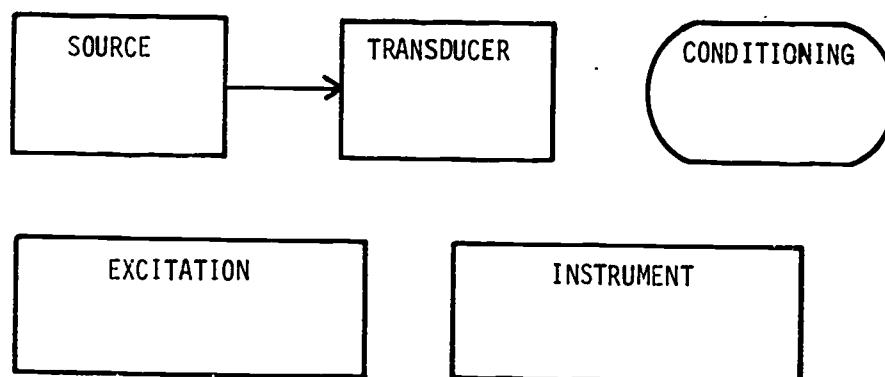 SOURCE
TRANSDUCER
CONDITIONING
EXCITATION
INSTRUMENT